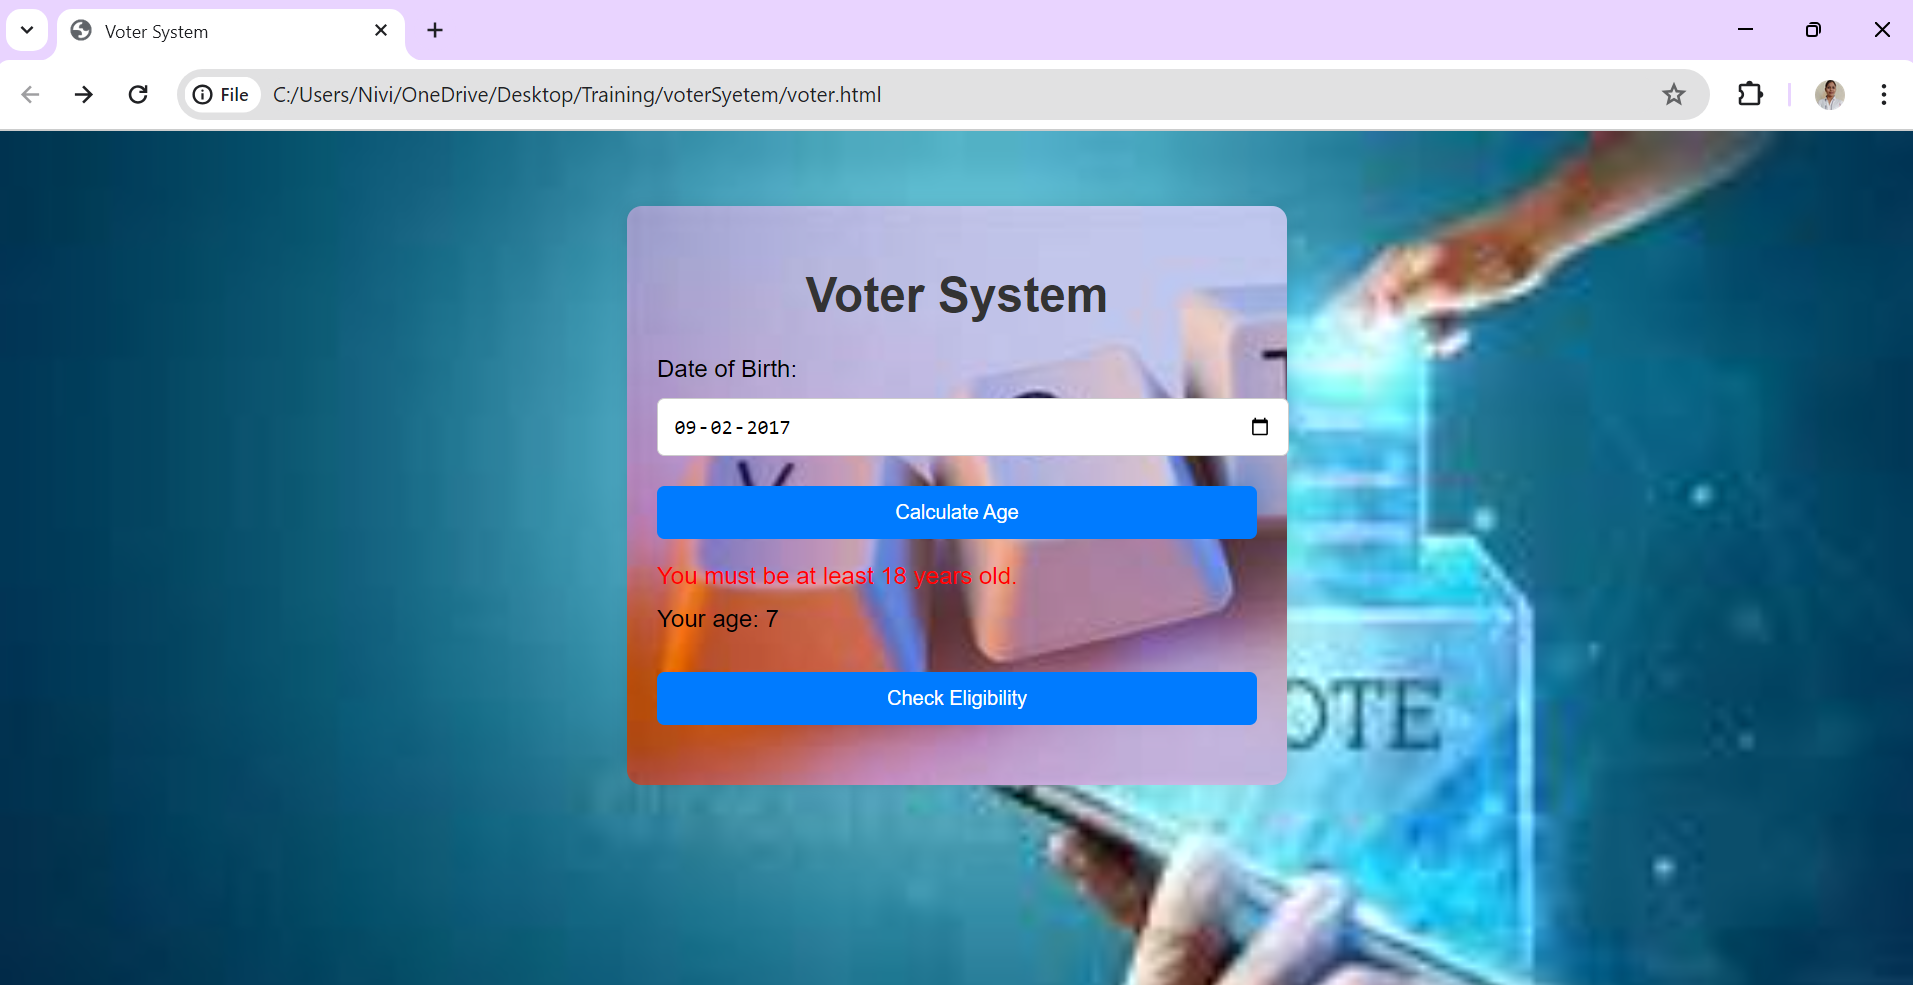 Voter System
File C:/Users/Nivi/OneDrive/Desktop/Training/voterSyetem/voter.html
Voter System
Date of Birth:
09-02-2017
Calculate Age
You must be at least 18 years old.
Your age: 7
Check Eligibility
OTE